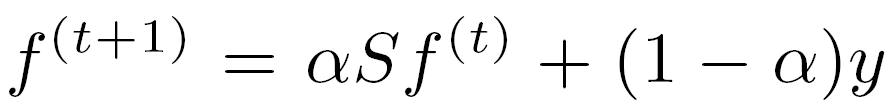 f^{(t+1)} = αSf^{(t)} + (1 − α)y